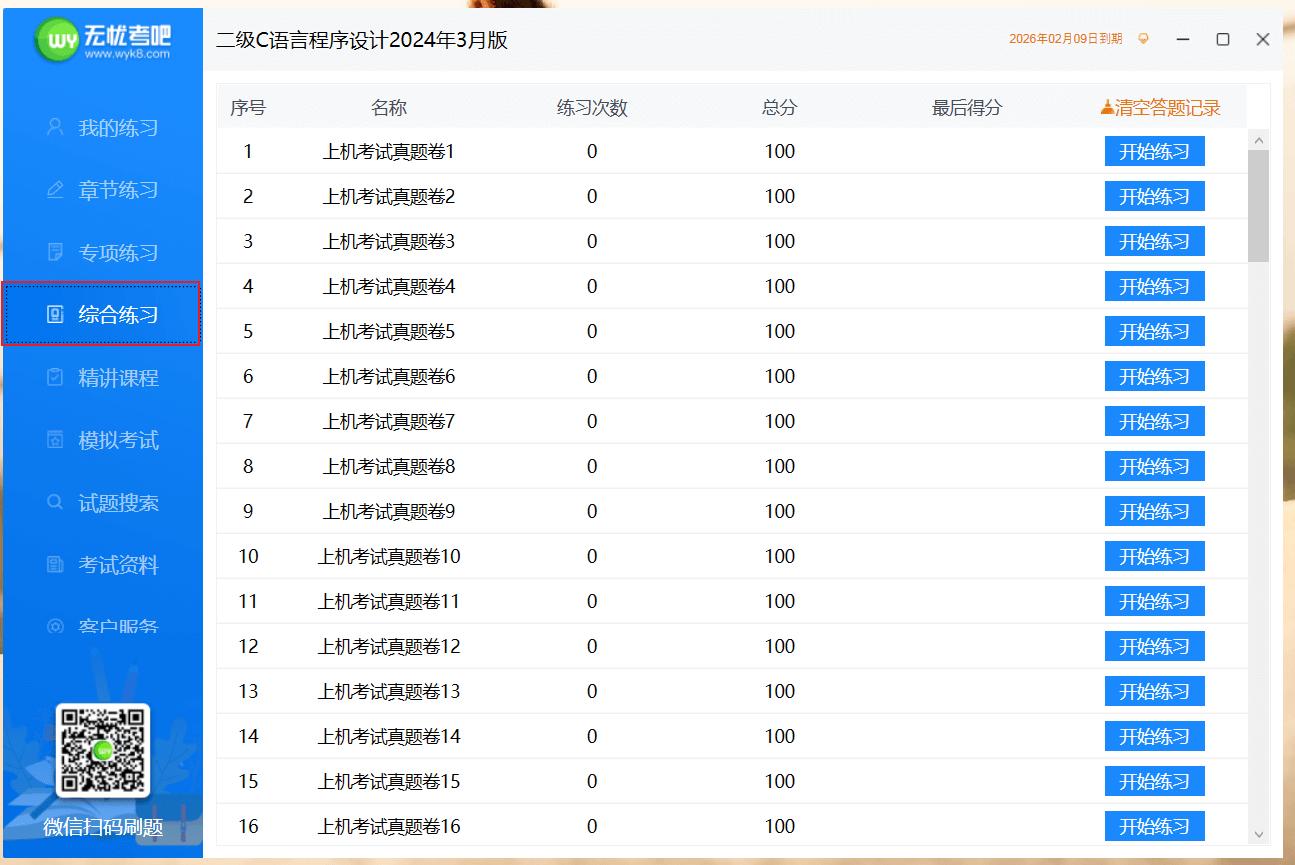 无忧考吧
www.wyk8.com
我的练习
章节练习
专项练习
综合练习
精讲课程
模拟考试
试题搜索
考试资料
客户服务
微信扫码刷题
二级C语言程序设计2024年3月版
2026年02月09日到期
序号 名称 练习次数 总分 最后得分 清空答题记录
1 上机考试真题卷1 0 100 开始练习
2 上机考试真题卷2 0 100 开始练习
3 上机考试真题卷3 0 100 开始练习
4 上机考试真题卷4 0 100 开始练习
5 上机考试真题卷5 0 100 开始练习
6 上机考试真题卷6 0 100 开始练习
7 上机考试真题卷7 0 100 开始练习
8 上机考试真题卷8 0 100 开始练习
9 上机考试真题卷9 0 100 开始练习
10 上机考试真题卷10 0 100 开始练习
11 上机考试真题卷11 0 100 开始练习
12 上机考试真题卷12 0 100 开始练习
13 上机考试真题卷13 0 100 开始练习
14 上机考试真题卷14 0 100 开始练习
15 上机考试真题卷15 0 100 开始练习
16 上机考试真题卷16 0 100 开始练习